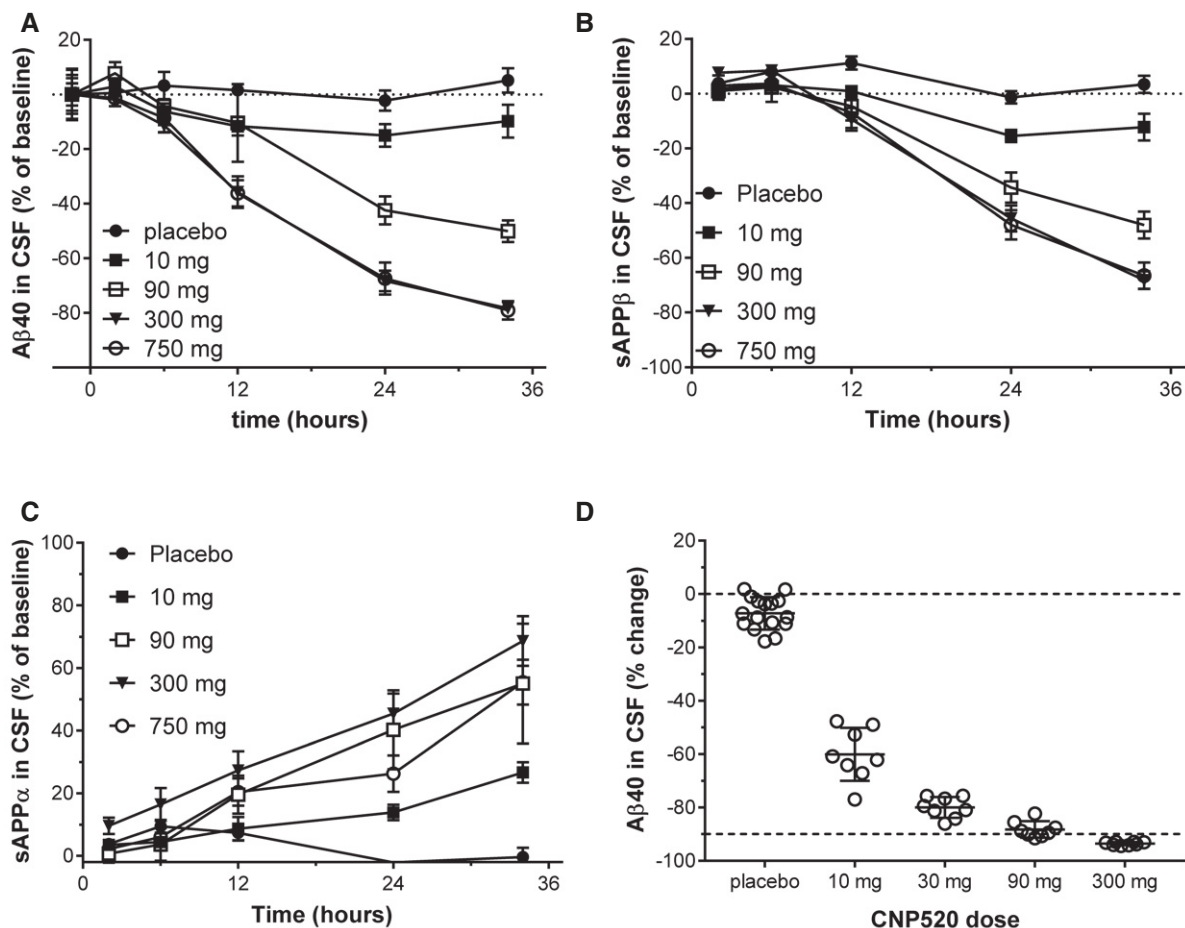 A
Aβ40 in CSF (% of baseline)
20
0
-20
-40
-60
-80
placebo
10 mg
90 mg
300 mg
750 mg
0 12 24 36
time (hours)
B
sAPPβ in CSF (% of baseline)
20
0
-20
-40
-60
-80
-100
Placebo
10 mg
90 mg
300 mg
750 mg
0 12 24 36
Time (hours)
C
sAPPα in CSF (% of baseline)
100
80
60
40
20
0
Placebo
10 mg
90 mg
300 mg
750 mg
0 12 24 36
Time (hours)
D
Aβ40 in CSF (% change)
20
0
-20
-40
-60
-80
-100
placebo 10 mg 30 mg 90 mg 300 mg
CNP520 dose